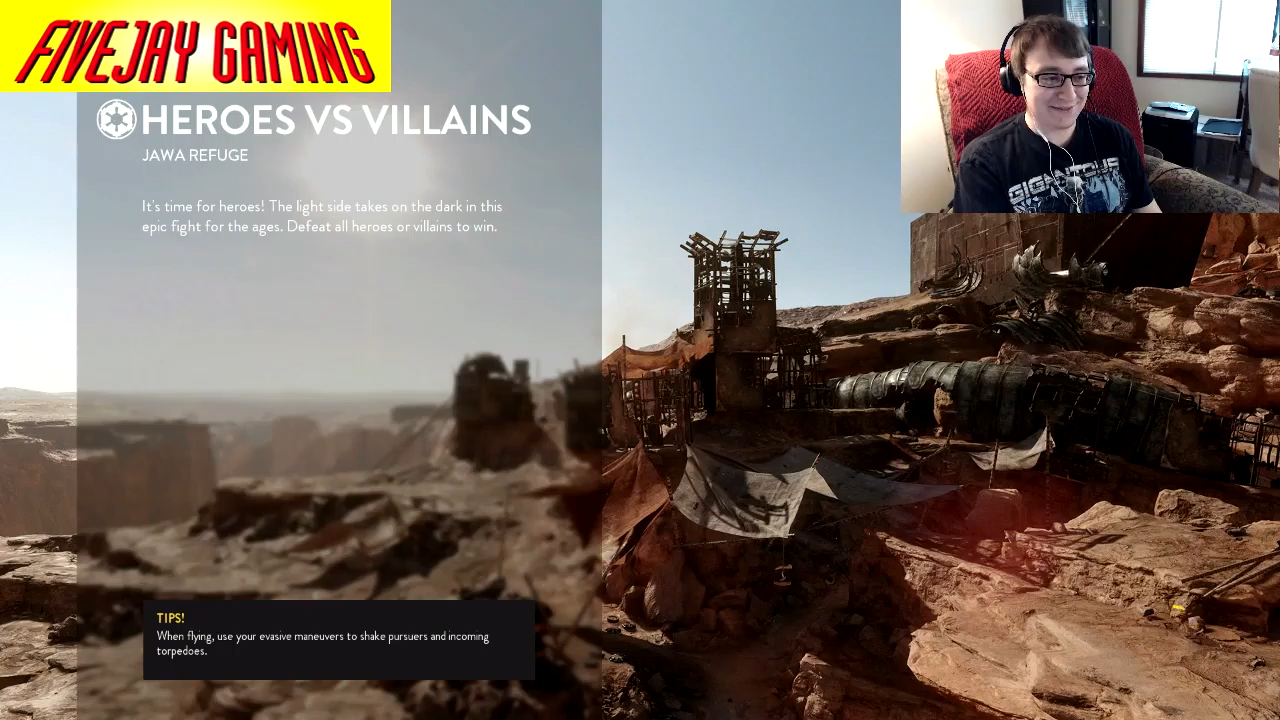 FIVEJAY GAMING
HEROES VS VILLAINS
JAWA REFUGE
It's time for heroes! The light side takes on the dark in this
epic fight for the ages. Defeat all heroes or villains to win.
GIGANTOUR
TIPS!
When flying, use your evasive maneuvers to shake pursuers and incoming
torpedoes.